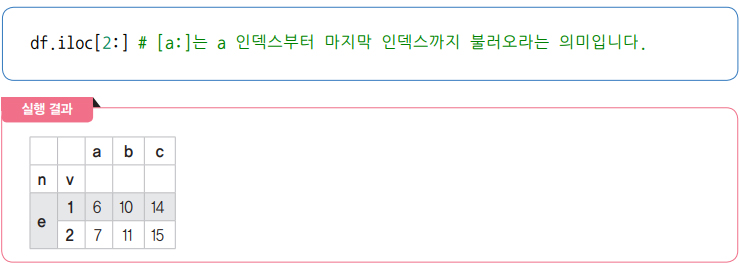 df.iloc[2:] # [a:]는 a 인덱스부터 마지막 인덱스까지 불러오라는 의미입니다.
실행 결과
a b c
n v
e 1 6 10 14
2 7 11 15